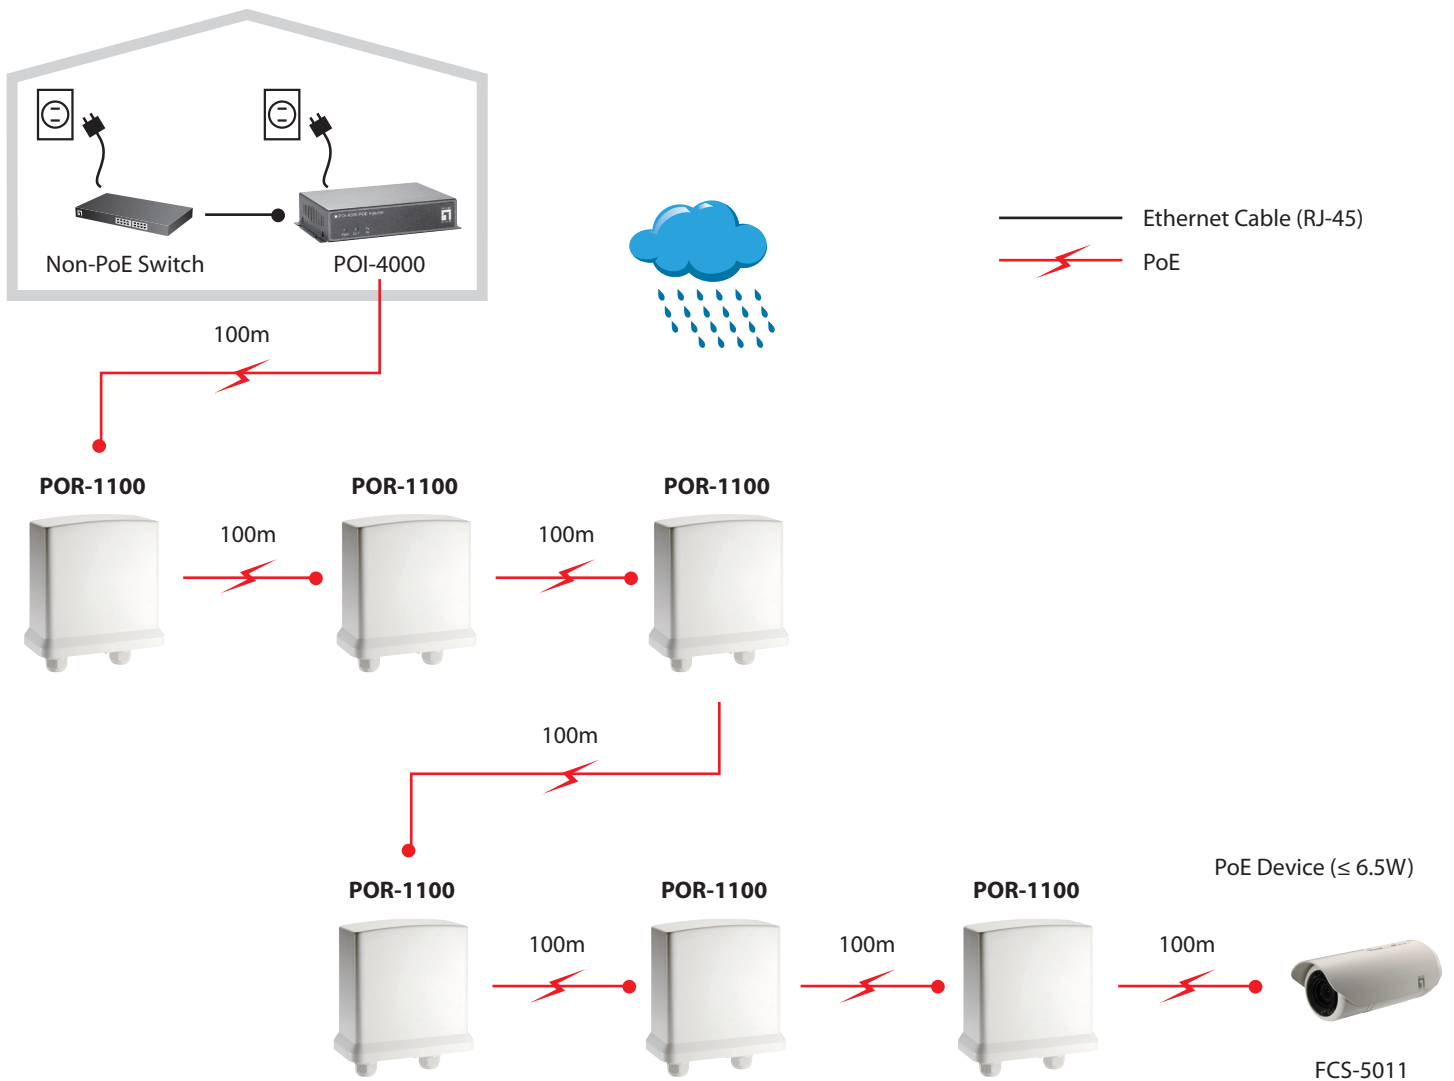 Non-PoE Switch
POI-4000
Ethernet Cable (RJ-45)
PoE
100m
POR-1100
POR-1100
POR-1100
100m
100m
100m
PoE Device (≤ 6.5W)
POR-1100
POR-1100
POR-1100
100m
100m
100m
FCS-5011